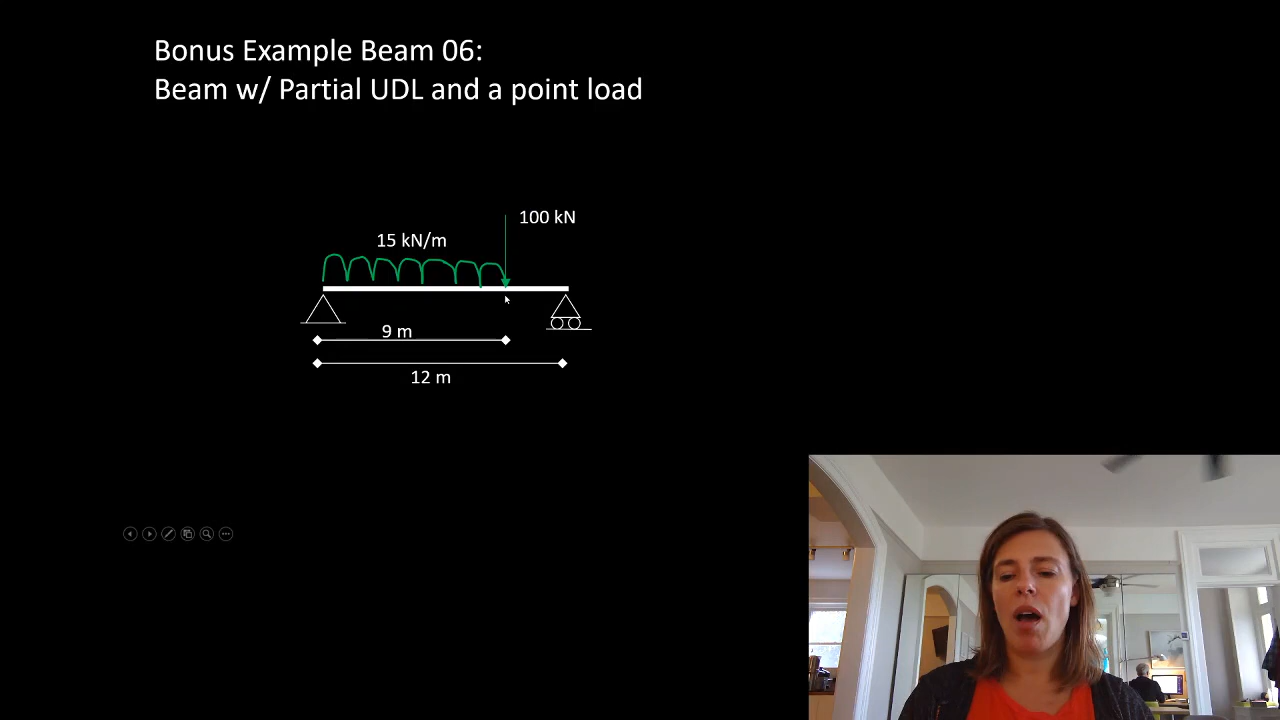 Bonus Example Beam 06:
Beam w/ Partial UDL and a point load
100 kN
15 kN/m
9 m
12 m